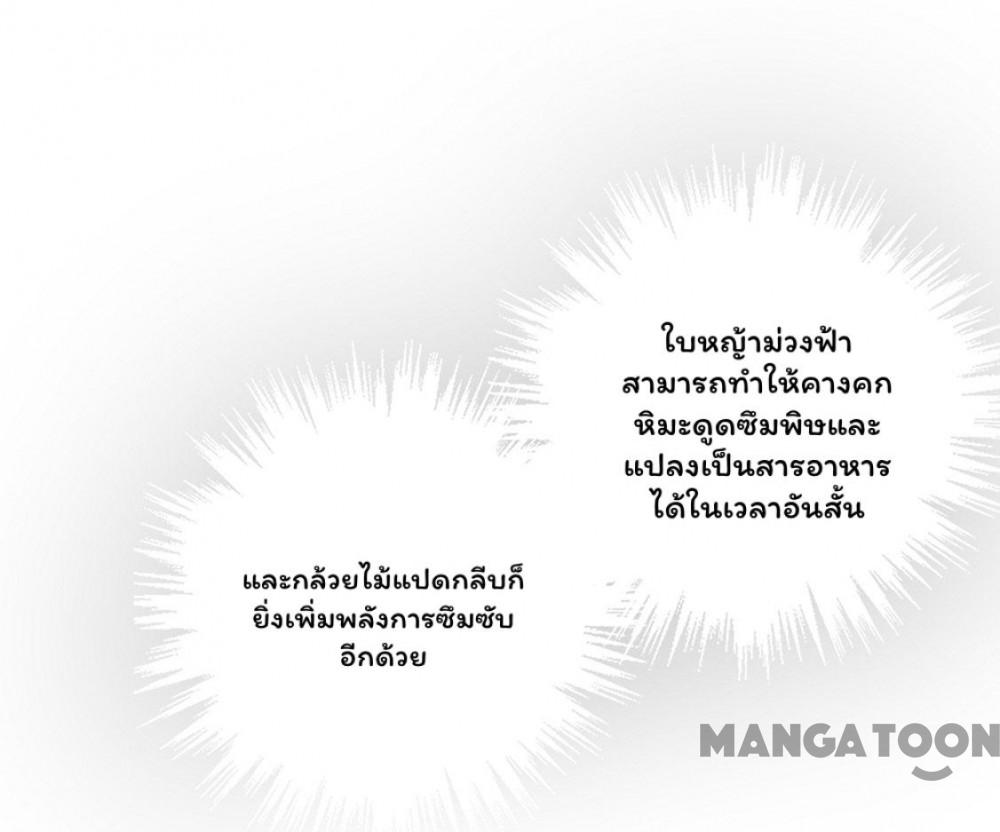 ใบหญ้าม่วงฟ้า
สามารถทำให้คางคก
หิมะดูดซึมพิษและ
แปลงเป็นสารอาหาร
ได้ในเวลาอันสั้น
และกล้วยไม้แปดกลีบก็
ยิ่งเพิ่มพลังการซึมซับ
อีกด้วย
MANGATOON